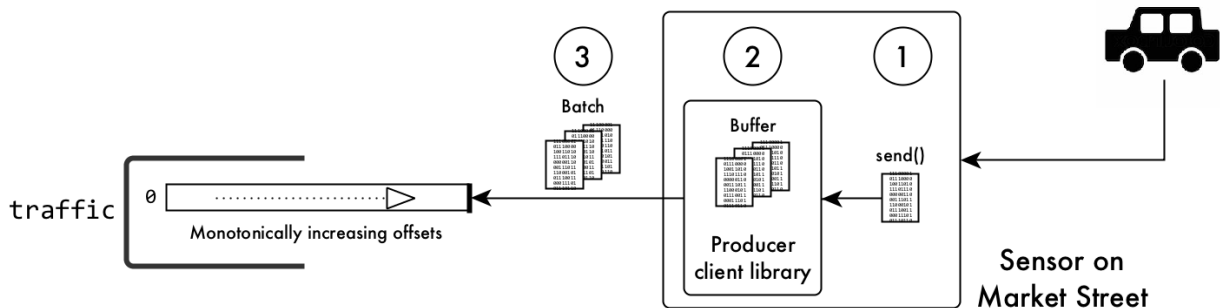 3
2
1
Batch
Buffer
send()
traffic
0
Monotonically increasing offsets
Producer
client library
Sensor on
Market Street